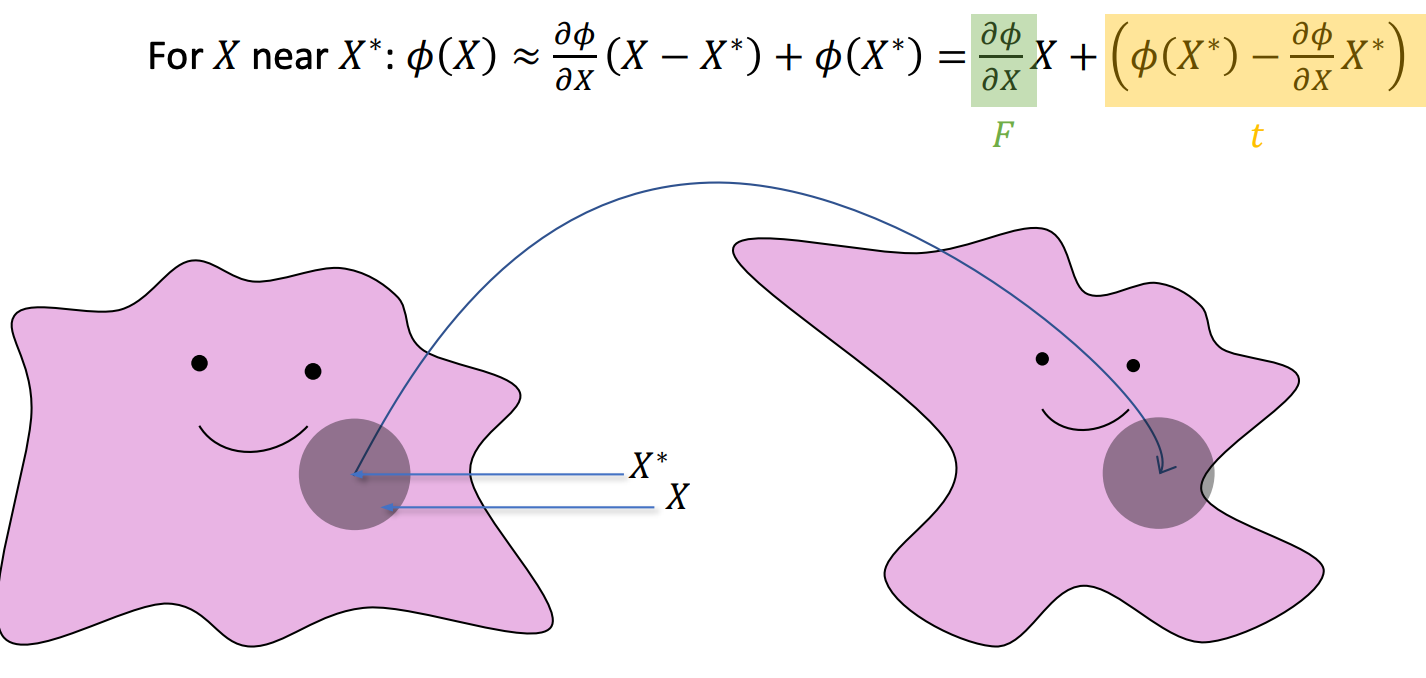 For X near X*: ϕ(X) ≈ ∂ϕ/∂X (X − X*) + ϕ(X*) = ∂ϕ/∂X X + (ϕ(X*) − ∂ϕ/∂X X*)
F t
X*
X